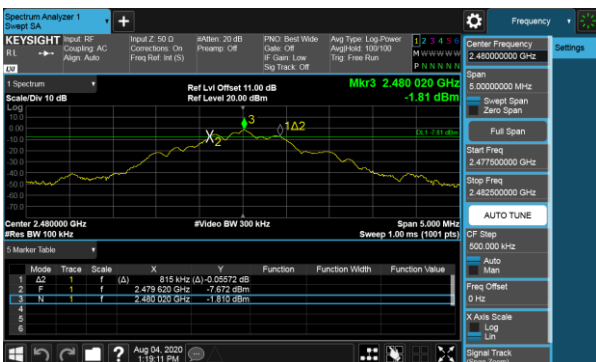 Spectrum Analyzer 1
Swept SA
+
Frequency
KEYSIGHT Input: RF Input Z: 50 Ω #Atten: 20 dB PNO: Best Wide Avg Type: Log-Power 1 2 3 4 5 6
RL Coupling: AC Corrections: On Preamp: Off Gate: Off Avg|Hold: 100/100 M W W W W W
Align: Auto Freq Ref: Int (S) IF Gain: Low Trig: Free Run
Sig Track: Off P N N N N N
LXI
1 Spectrum
Ref Lvl Offset 11.00 dB Mkr3 2.480 020 GHz
Scale/Div 10 dB Ref Level 20.00 dBm -1.81 dBm
Log
10.0
0.00
-10.0
-20.0
-30.0
-40.0
-50.0
-60.0
-70.0
X2
3
1Δ2
DL1 -7.81 dBm
Center 2.480000 GHz #Video BW 300 kHz Span 5.000 MHz
#Res BW 100 kHz Sweep 1.00 ms (1001 pts)
5 Marker Table
Mode Trace Scale X Y Function Function Width Function Value
1 Δ2 1 f (Δ) 815 kHz (Δ) -0.05572 dB
2 F 1 f 2.479 620 GHz -7.672 dBm
3 N 1 f 2.480 020 GHz -1.810 dBm
4
5
6
?
Aug 04, 2020
1:19:11 PM
Center Frequency
2.480000000 GHz
Settings
Span
5.00000000 MHz
Swept Span
Zero Span
Full Span
Start Freq
2.477500000 GHz
Stop Freq
2.482500000 GHz
AUTO TUNE
CF Step
500.000 kHz
Auto
Man
Freq Offset
0 Hz
X Axis Scale
Log
Lin
Signal Track
(Span Zoom)